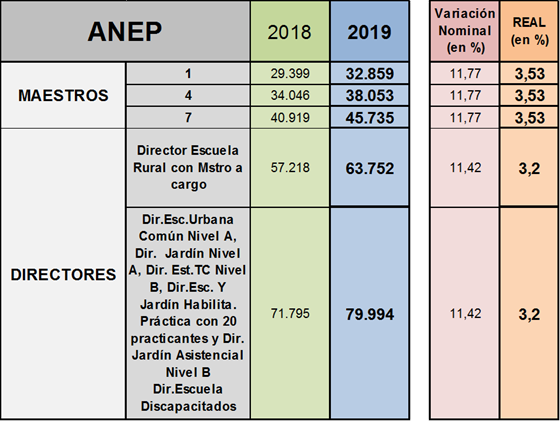 ANEP 2018 2019 Variación Nominal (en %) REAL (en %)
MAESTROS
1 29.399 32.859 11,77 3,53
4 34.046 38.053 11,77 3,53
7 40.919 45.735 11,77 3,53
DIRECTORES
Director Escuela
Rural con Mstro a
cargo
57.218 63.752 11,42 3,2
Dir.Esc.Urbana
Común Nivel A,
Dir. Jardín Nivel
A, Dir. Est.TC Nivel
B, Dir.Esc. Y
Jardín Habilita.
Práctica con 20
practicantes y Dir.
Jardín Asistencial
Nivel B
Dir.Escuela
Discapacitados
71.795 79.994 11,42 3,2